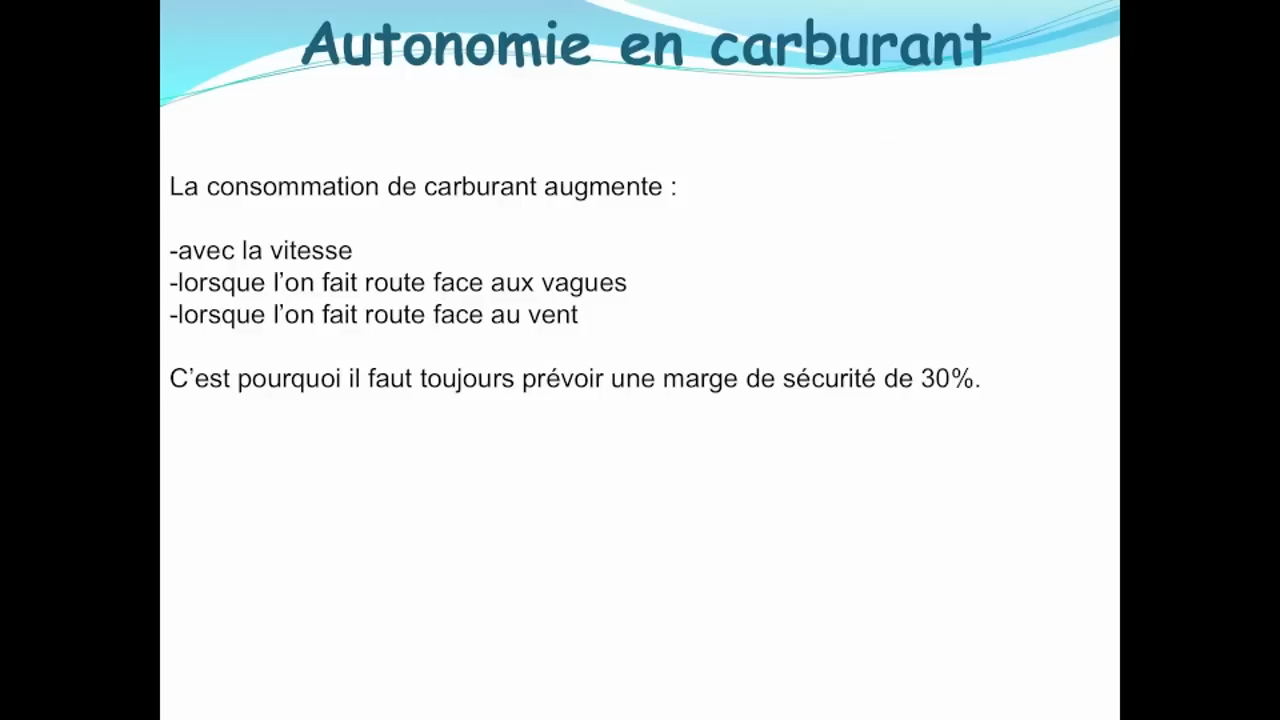 Autonomie en carburant
La consommation de carburant augmente :
-avec la vitesse
-lorsque l’on fait route face aux vagues
-lorsque l’on fait route face au vent
C’est pourquoi il faut toujours prévoir une marge de sécurité de 30%.